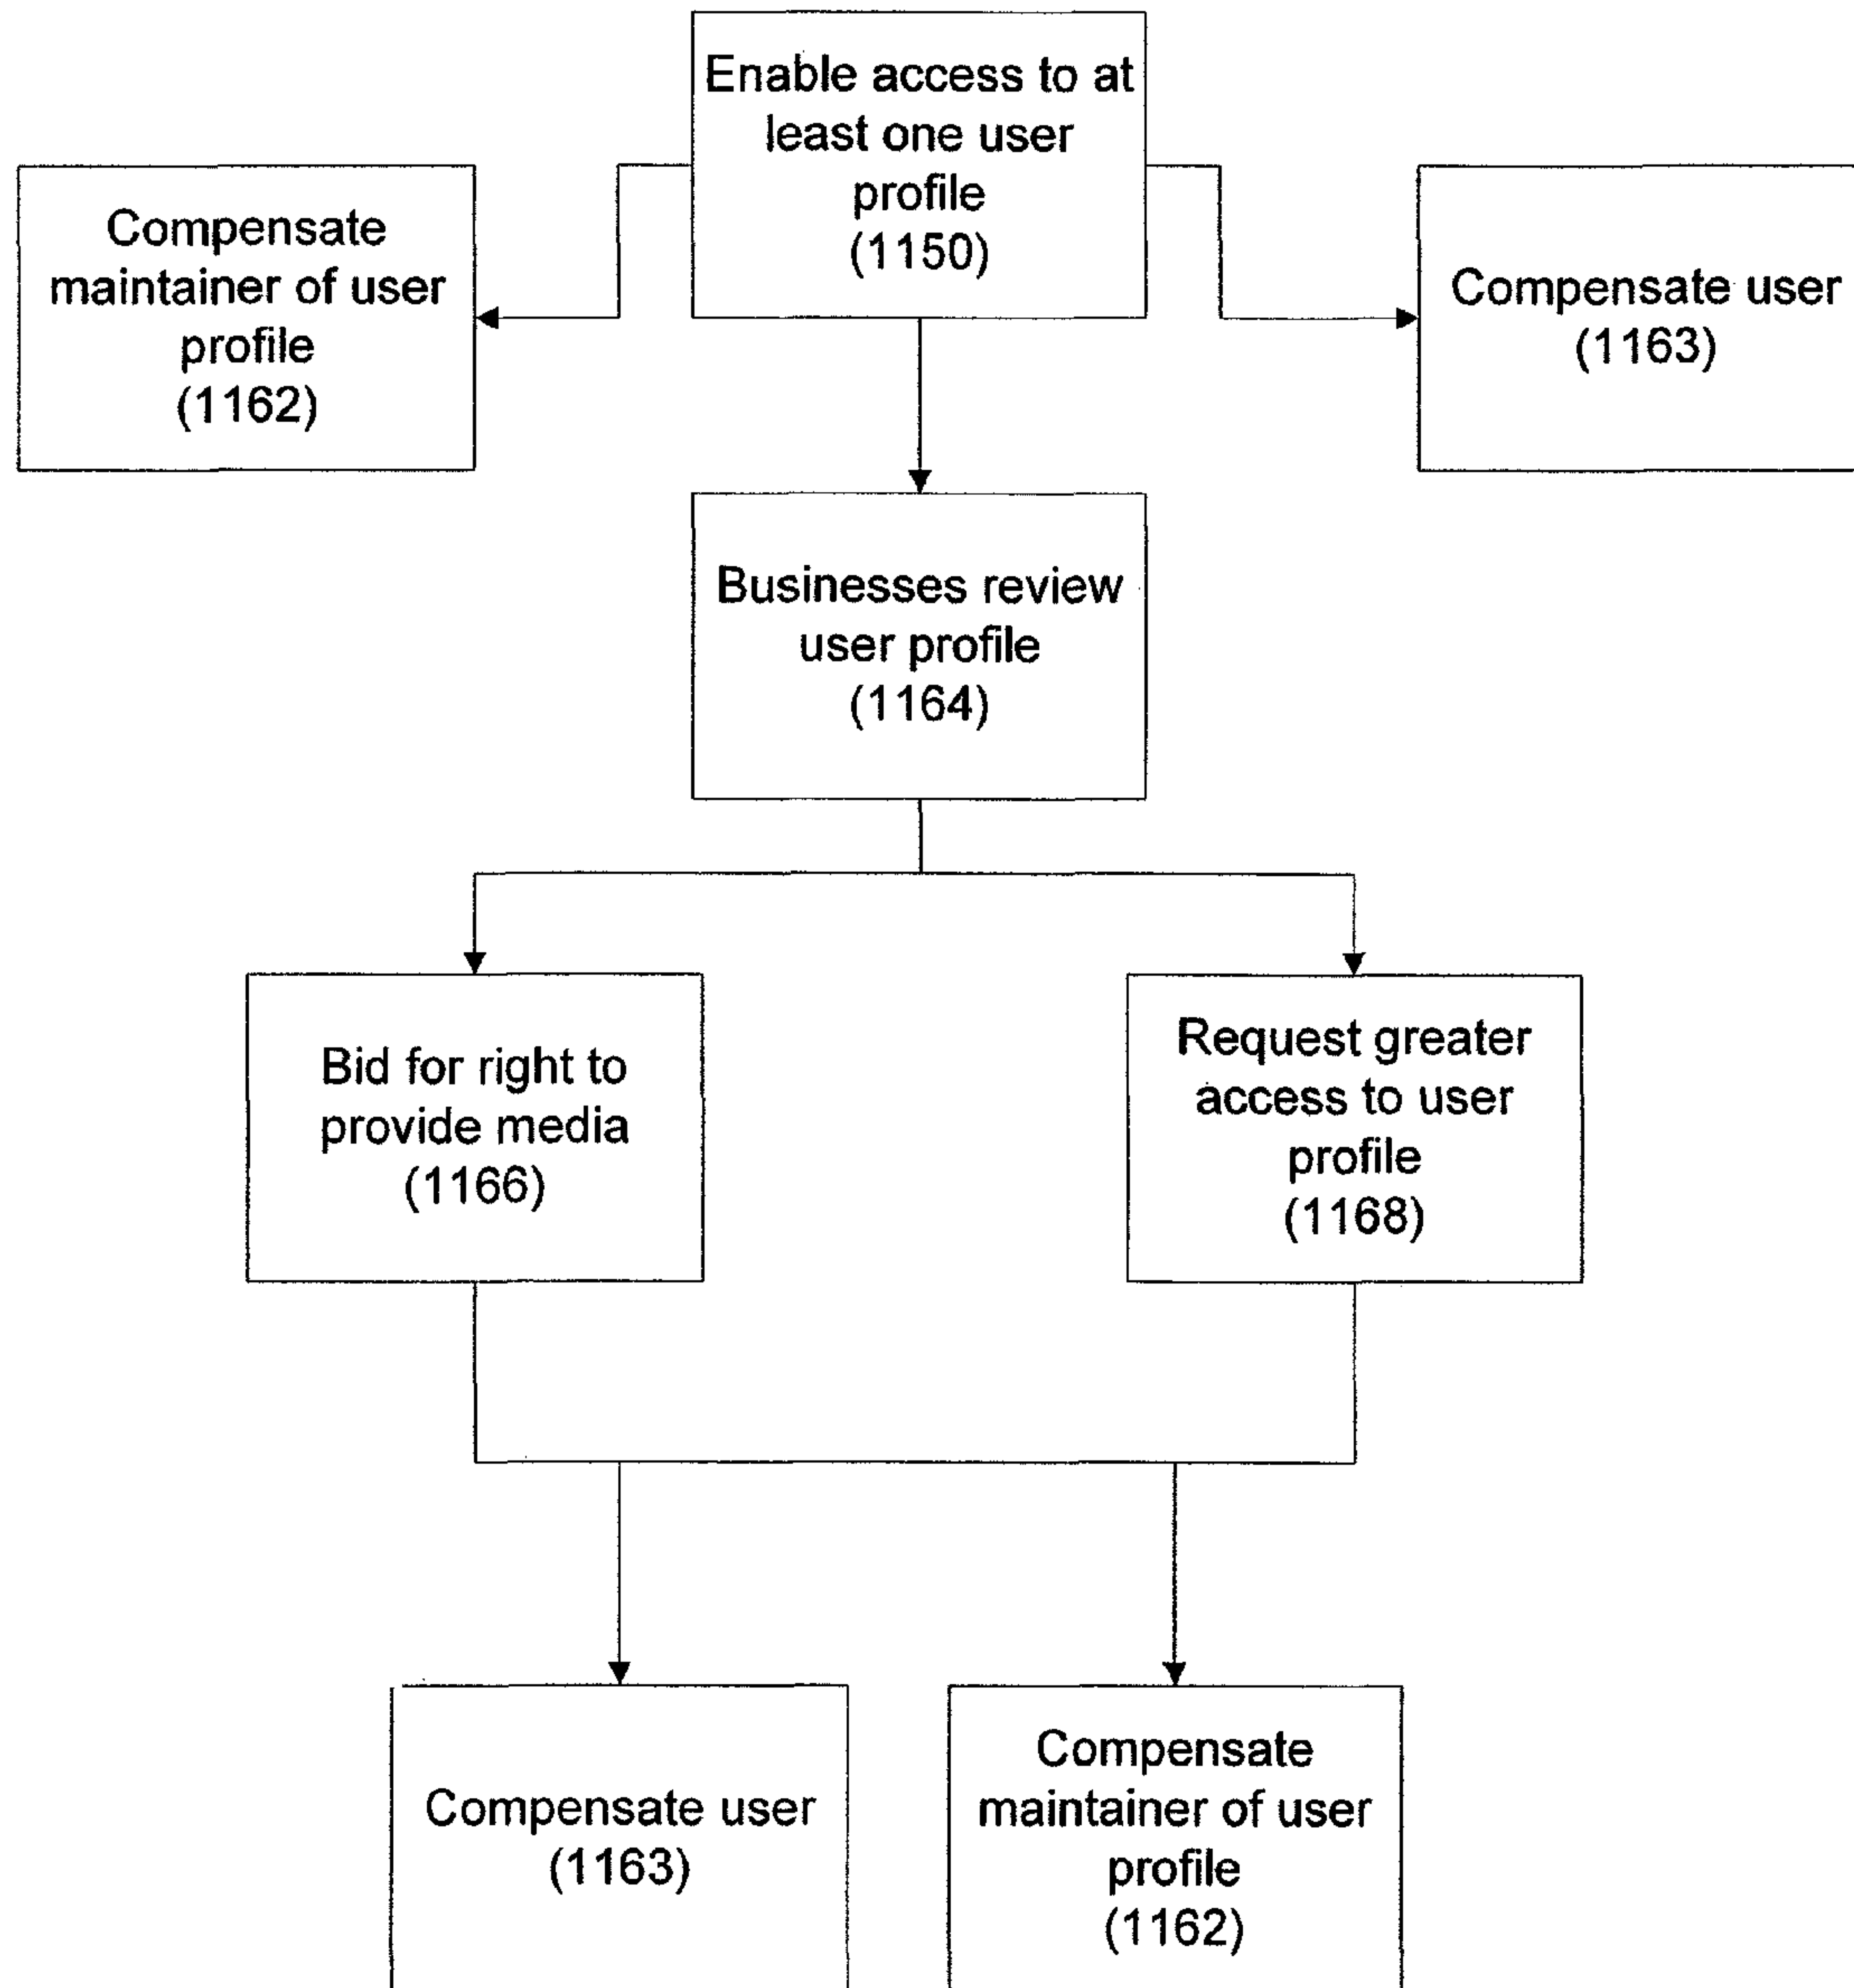 Enable access to at
least one user
profile
(1150)
Compensate
maintainer of user
profile
(1162)
Compensate user
(1163)
Businesses review
user profile
(1164)
Bid for right to
provide media
(1166)
Request greater
access to user
profile
(1168)
Compensate user
(1163)
Compensate
maintainer of user
profile
(1162)